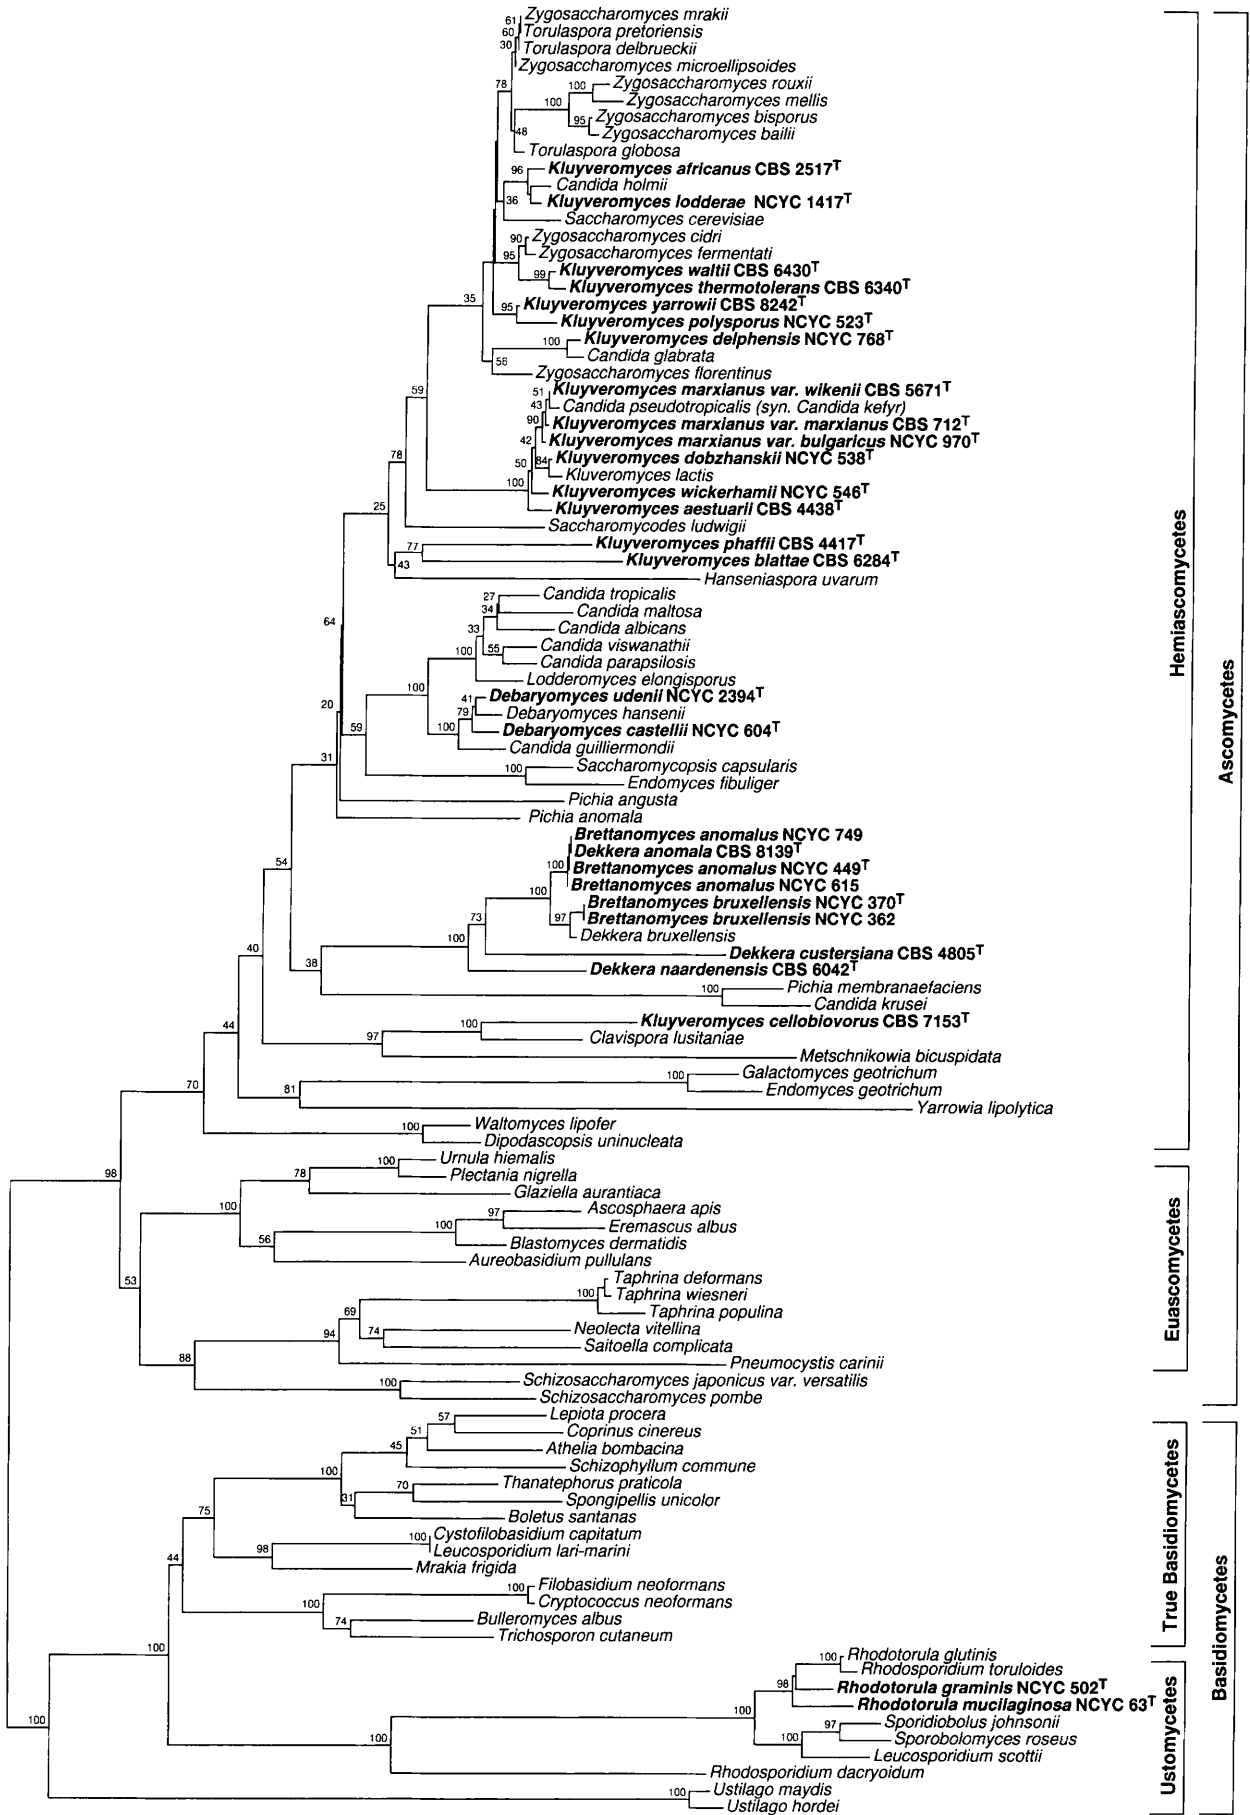 Zygosaccharomyces mrakii
Torulaspora pretoriensis
Torulaspora delbrueckii
Zygosaccharomyces microellipsoides
Zygosaccharomyces rouxii
Zygosaccharomyces mellis
Zygosaccharomyces bisporus
Zygosaccharomyces bailii
Torulaspora globosa
Kluyveromyces africanus CBS 2517T
Candida holmii
Kluyveromyces lodderae NCYC 1417T
Saccharomyces cerevisiae
Zygosaccharomyces cidri
Zygosaccharomyces fermentati
Kluyveromyces waltii CBS 6430T
Kluyveromyces thermotolerans CBS 6340T
Kluyveromyces yarrowii CBS 8242T
Kluyveromyces polysporus NCYC 523T
Kluyveromyces delphensis NCYC 768T
Candida glabrata
Zygosaccharomyces florentinus
Kluyveromyces marxianus var. wikenii CBS 5671T
Candida pseudotropicalis (syn. Candida kefyr)
Kluyveromyces marxianus var. marxianus CBS 712T
Kluyveromyces marxianus var. bulgaricus NCYC 970T
Kluyveromyces dobzhanskii NCYC 538T
Kluveromyces lactis
Kluyveromyces wickerhamii NCYC 546T
Kluyveromyces aestuarii CBS 4438T
Saccharomycodes ludwigii
Kluyveromyces phaffii CBS 4417T
Kluyveromyces blattae CBS 6284T
Hanseniaspora uvarum
Candida tropicalis
Candida maltosa
Candida albicans
Candida viswanathii
Candida parapsilosis
Lodderomyces elongisporus
Debaryomyces udenii NCYC 2394T
Debaryomyces hansenii
Debaryomyces castellii NCYC 604T
Candida guilliermondii
Saccharomycopsis capsularis
Endomyces fibuliger
Pichia angusta
Pichia anomala
Brettanomyces anomalus NCYC 749
Dekkera anomala CBS 8139T
Brettanomyces anomalus NCYC 449T
Brettanomyces anomalus NCYC 615
Brettanomyces bruxellensis NCYC 370T
Brettanomyces bruxellensis NCYC 362
Dekkera bruxellensis
Dekkera custersiana CBS 4805T
Dekkera naardenensis CBS 6042T
Pichia membranaefaciens
Candida krusei
Kluyveromyces cellobiovorus CBS 7153T
Clavispora lusitaniae
Metschnikowia bicuspidata
Galactomyces geotrichum
Endomyces geotrichum
Yarrowia lipolytica
Waltomyces lipofer
Dipodascopsis uninucleata
Urnula hiemalis
Plectania nigrella
Glaziella aurantiaca
Ascosphaera apis
Eremascus albus
Blastomyces dermatidis
Aureobasidium pullulans
Taphrina deformans
Taphrina wiesneri
Taphrina populina
Neolecta vitellina
Saitoella complicata
Pneumocystis carinii
Schizosaccharomyces japonicus var. versatilis
Schizosaccharomyces pombe
Lepiota procera
Coprinus cinereus
Athelia bombacina
Schizophyllum commune
Thanatephorus praticola
Spongipellis unicolor
Boletus santanas
Cystofilobasidium capitatum
Leucosporidium lari-marini
Mrakia frigida
Filobasidium neoformans
Cryptococcus neoformans
Bulleromyces albus
Trichosporon cutaneum
Rhodotorula glutinis
Rhodosporidium toruloides
Rhodotorula graminis NCYC 502T
Rhodotorula mucilaginosa NCYC 63T
Sporidiobolus johnsonii
Sporobolomyces roseus
Leucosporidium scottii
Rhodosporidium dacryoidum
Ustilago maydis
Ustilago hordei
Hemiascomycetes
Euascomycetes
Ascomycetes
True Basidiomycetes
Ustomycetes
Basidiomycetes
61
60
30
78
100
100
95
48
96
36
90
95
99
35
95
100
56
59
51
43
90
42
84
50
100
78
25
77
43
27
34
33
55
100
64
100
41
79
100
20
59
100
31
100
100
97
73
100
54
38
100
40
100
97
44
100
81
70
100
98
100
78
100
97
100
56
53
100
69
74
94
88
100
57
51
45
100
70
31
75
100
98
44
100
100
74
100
100
98
100
97
100
100
100
100